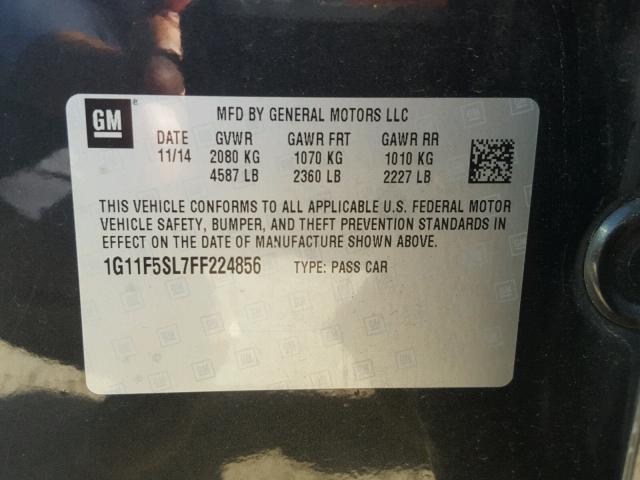 GM
MFD BY GENERAL MOTORS LLC
DATE GVWR GAWR FRT GAWR RR
11/14 2080 KG 1070 KG 1010 KG
4587 LB 2360 LB 2227 LB
THIS VEHICLE CONFORMS TO ALL APPLICABLE U.S. FEDERAL MOTOR
VEHICLE SAFETY, BUMPER, AND THEFT PREVENTION STANDARDS IN
EFFECT ON THE DATE OF MANUFACTURE SHOWN ABOVE.
1G11F5SL7FF224856 TYPE: PASS CAR